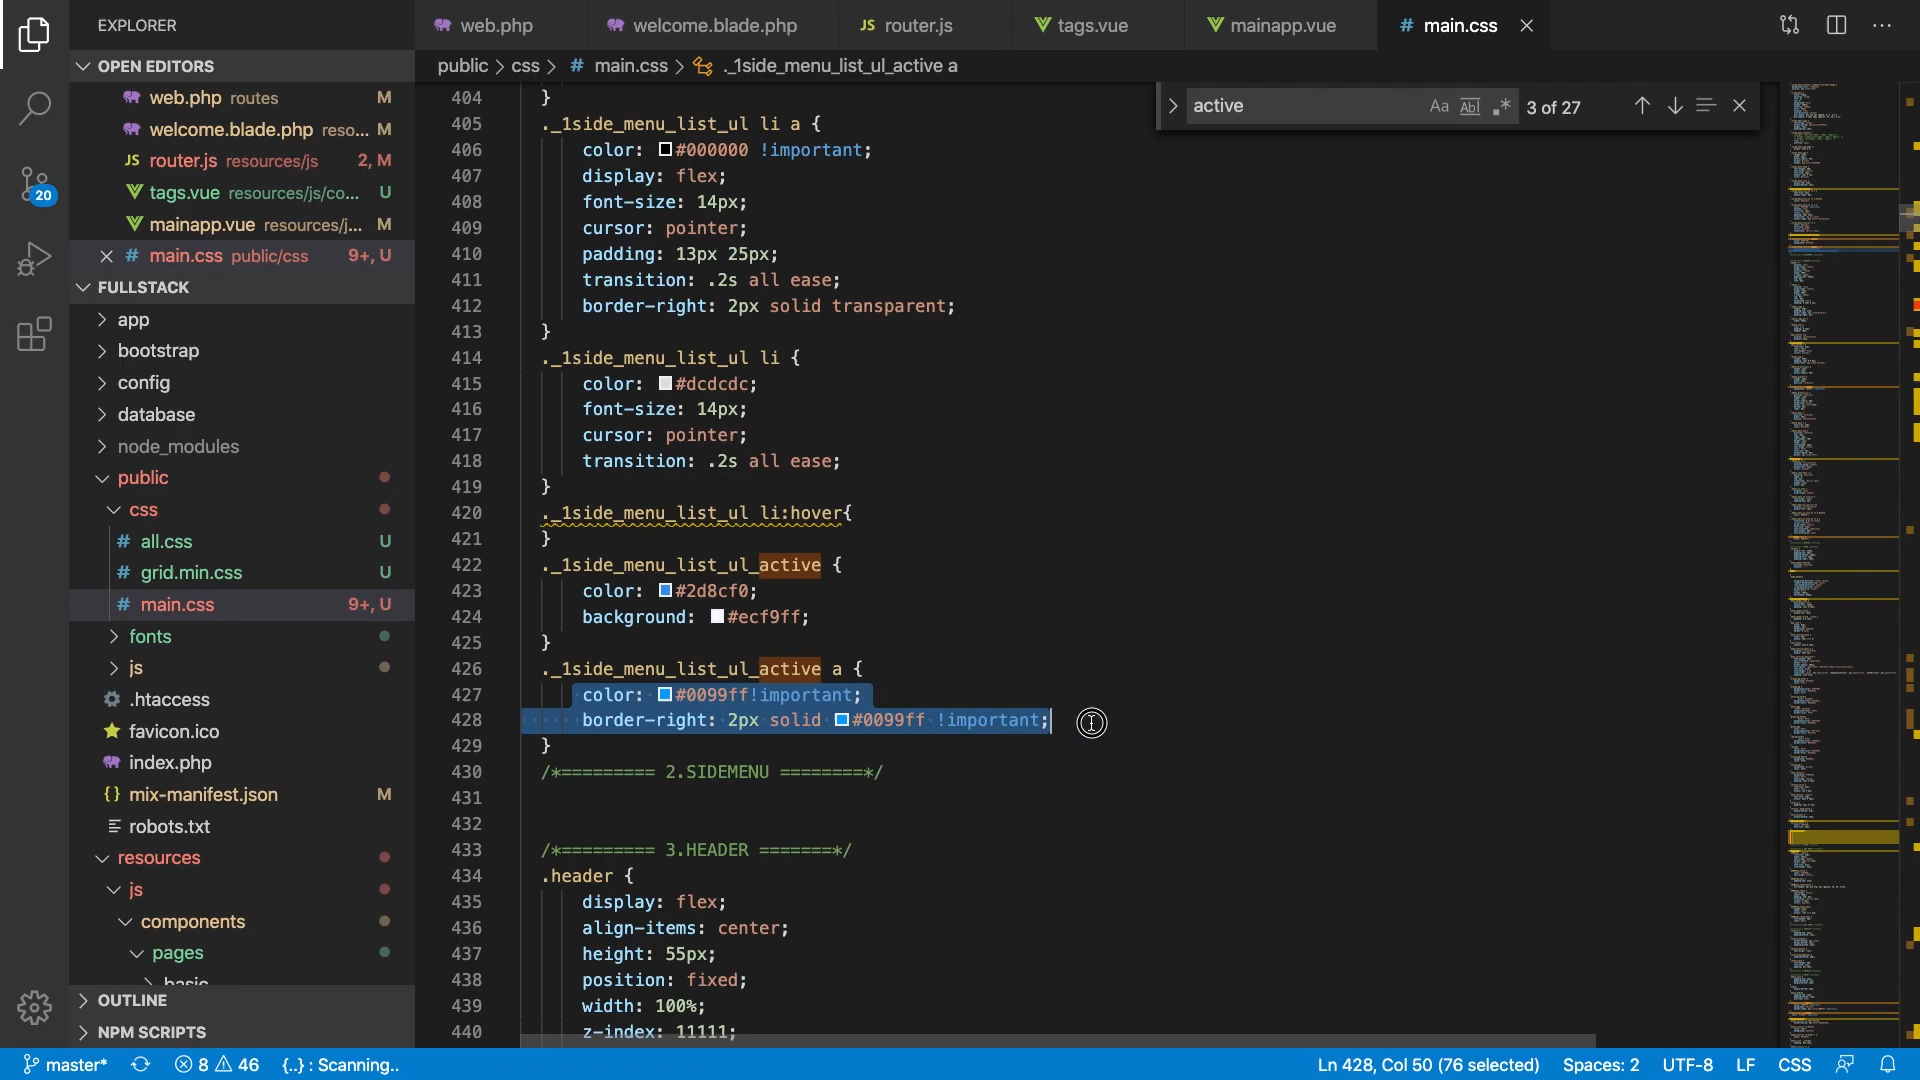 EXPLORER
OPEN EDITORS
web.php routes M
welcome.blade.php reso... M
JS router.js resources/js 2, M
tags.vue resources/js/co... U
mainapp.vue resources/j... M
# main.css public/css 9+, U
FULLSTACK
app
bootstrap
config
database
node_modules
public
css
# all.css U
# grid.min.css U
# main.css 9+, U
fonts
js
.htaccess
favicon.ico
index.php
{} mix-manifest.json M
robots.txt
resources
js
components
pages
basic
OUTLINE
NPM SCRIPTS
20
web.php
welcome.blade.php
JS router.js
tags.vue
mainapp.vue
# main.css
public > css > # main.css > ._1side_menu_list_ul_active a
active Aa Abl .* 3 of 27
404 }
405 ._1side_menu_list_ul li a {
406 color: #000000 !important;
407 display: flex;
408 font-size: 14px;
409 cursor: pointer;
410 padding: 13px 25px;
411 transition: .2s all ease;
412 border-right: 2px solid transparent;
413 }
414 ._1side_menu_list_ul li {
415 color: #dcdcdc;
416 font-size: 14px;
417 cursor: pointer;
418 transition: .2s all ease;
419 }
420 ._1side_menu_list_ul li:hover{
421 }
422 ._1side_menu_list_ul_active {
423 color: #2d8cf0;
424 background: #ecf9ff;
425 }
426 ._1side_menu_list_ul_active a {
427 color: #0099ff!important;
428 border-right: 2px solid #0099ff !important;
429 }
430 /*========= 2.SIDEMENU ========*/
431
432
433 /*========= 3.HEADER =======*/
434 .header {
435 display: flex;
436 align-items: center;
437 height: 55px;
438 position: fixed;
439 width: 100%;
440 z-index: 11111;
master* 8 46 {..} : Scanning.. Ln 428, Col 50 (76 selected) Spaces: 2 UTF-8 LF CSS